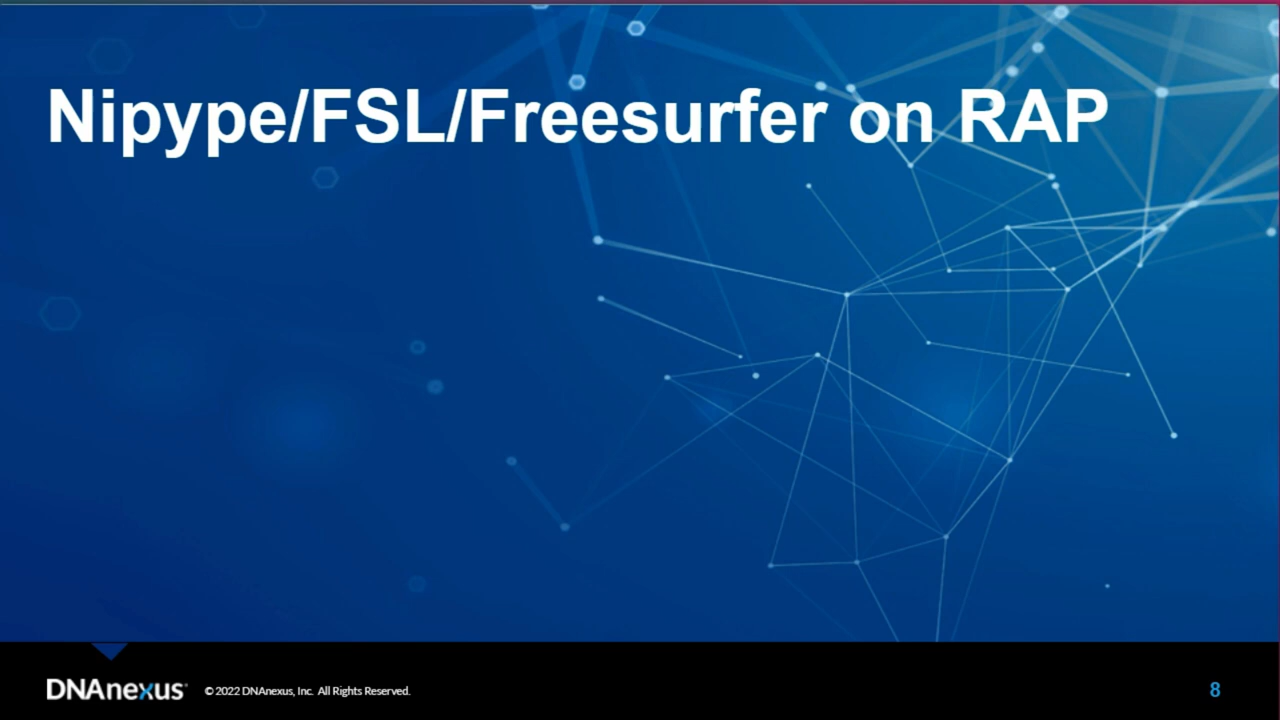 Nipype/FSL/Freesurfer on RAP
DNAnexus® © 2022 DNAnexus, Inc. All Rights Reserved. 8